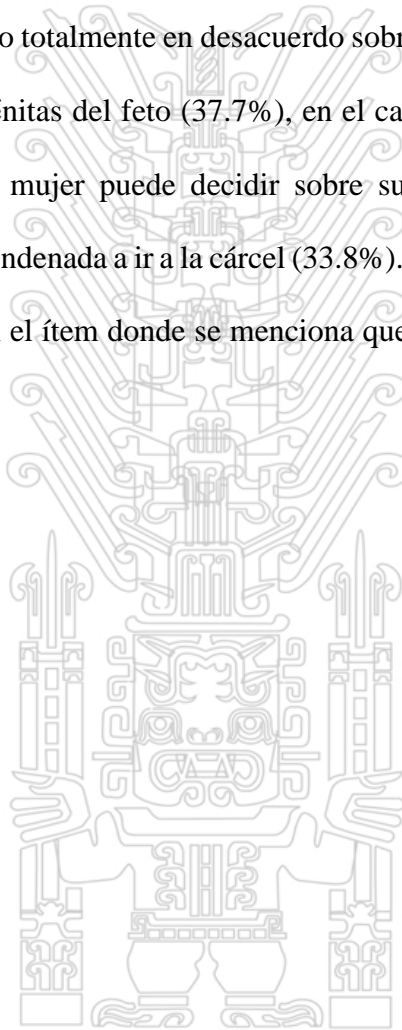 o totalmente en desacuerdo sobr
énitas del feto (37.7%), en el ca
mujer puede decidir sobre su
ndenada a ir a la cárcel (33.8%).
el ítem donde se menciona que